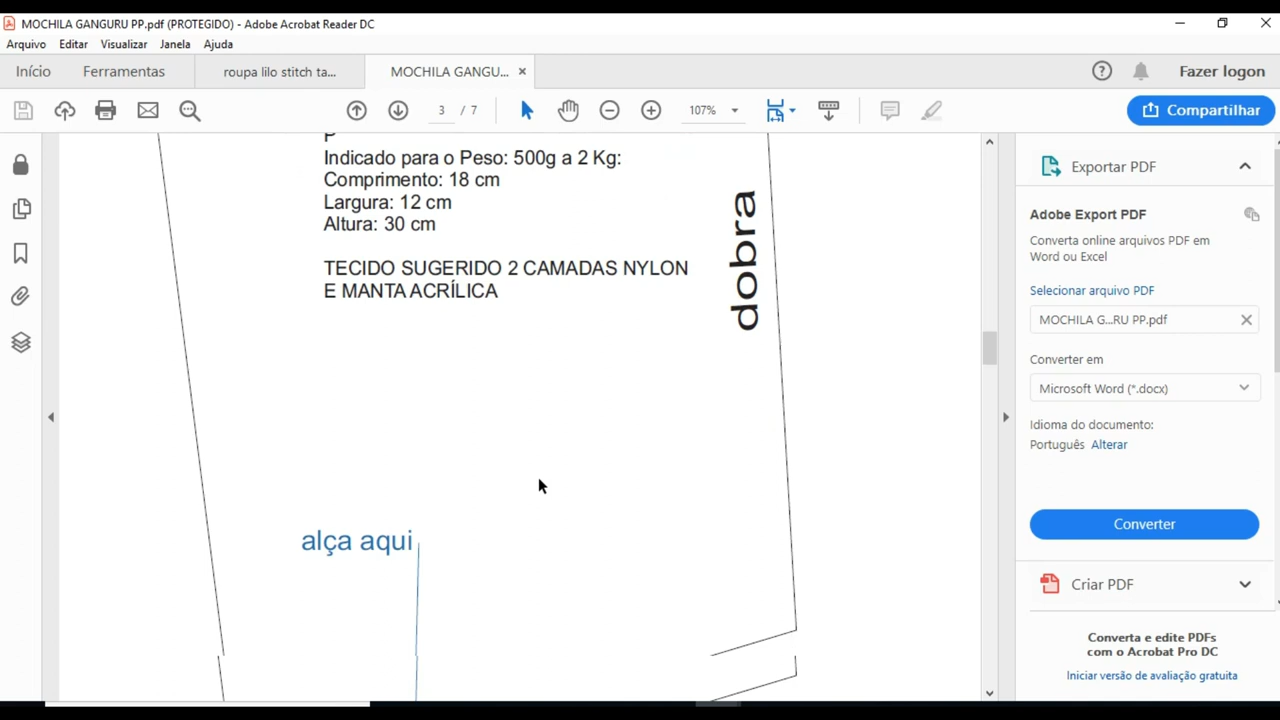 MOCHILA GANGURU PP.pdf (PROTEGIDO) - Adobe Acrobat Reader DC
Arquivo Editar Visualizar Janela Ajuda
Início Ferramentas roupa lilo stitch ta... MOCHILA GANGU... Fazer logon
3 / 7 107% Compartilhar
P
Indicado para o Peso: 500g a 2 Kg:
Comprimento: 18 cm
Largura: 12 cm
Altura: 30 cm
TECIDO SUGERIDO 2 CAMADAS NYLON
E MANTA ACRÍLICA
dobra
alça aqui
Exportar PDF
Adobe Export PDF
Converta online arquivos PDF em
Word ou Excel
Selecionar arquivo PDF
MOCHILA G...RU PP.pdf
Converter em
Microsoft Word (*.docx)
Idioma do documento:
Português Alterar
Converter
Criar PDF
Converta e edite PDFs
com o Acrobat Pro DC
Iniciar versão de avaliação gratuita